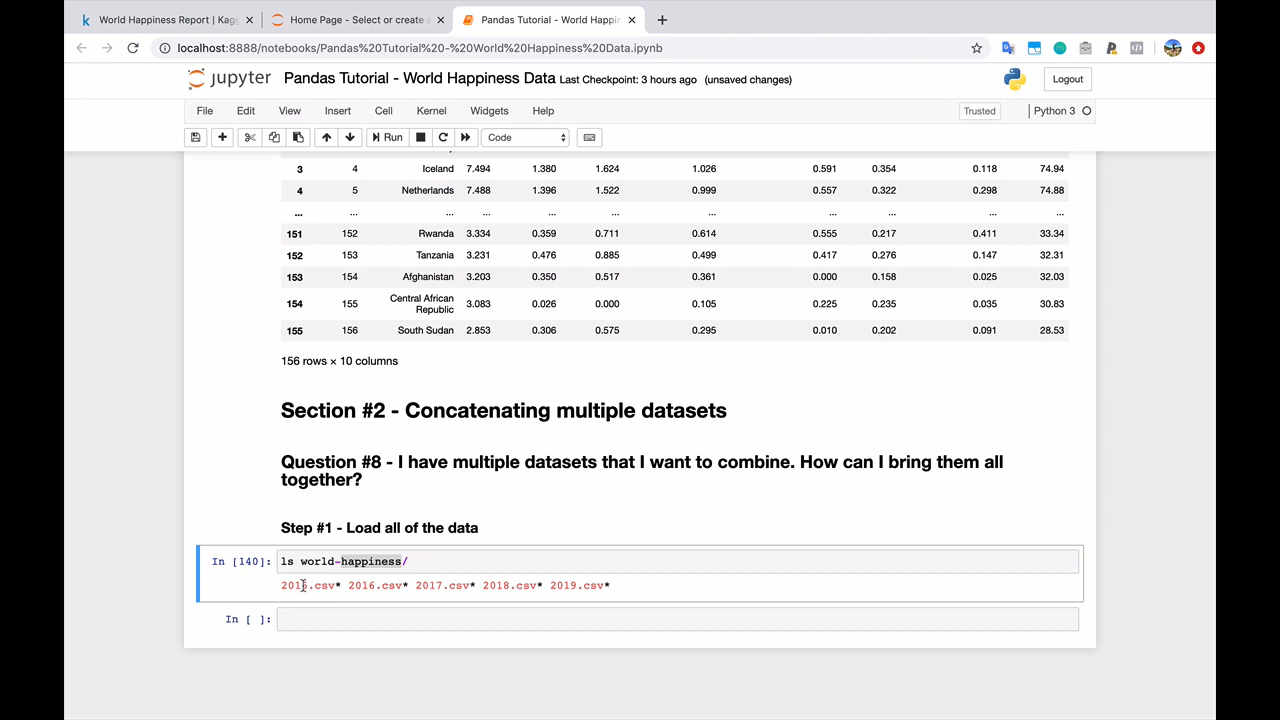 World Happiness Report | Kagg
Home Page - Select or create a
Pandas Tutorial - World Happin
localhost:8888/notebooks/Pandas%20Tutorial%20-%20World%20Happiness%20Data.ipynb
jupyter Pandas Tutorial - World Happiness Data Last Checkpoint: 3 hours ago (unsaved changes) Logout
File Edit View Insert Cell Kernel Widgets Help Trusted Python 3
Run Code
3 4 Iceland 7.494 1.380 1.624 1.026 0.591 0.354 0.118 74.94
4 5 Netherlands 7.488 1.396 1.522 0.999 0.557 0.322 0.298 74.88
... ... ... ... ... ... ... ... ... ... ...
151 152 Rwanda 3.334 0.359 0.711 0.614 0.555 0.217 0.411 33.34
152 153 Tanzania 3.231 0.476 0.885 0.499 0.417 0.276 0.147 32.31
153 154 Afghanistan 3.203 0.350 0.517 0.361 0.000 0.158 0.025 32.03
154 155 Central African Republic 3.083 0.026 0.000 0.105 0.225 0.235 0.035 30.83
155 156 South Sudan 2.853 0.306 0.575 0.295 0.010 0.202 0.091 28.53
156 rows × 10 columns
Section #2 - Concatenating multiple datasets
Question #8 - I have multiple datasets that I want to combine. How can I bring them all
together?
Step #1 - Load all of the data
In [140]: ls world-happiness/
2015.csv* 2016.csv* 2017.csv* 2018.csv* 2019.csv*
In [ ]: